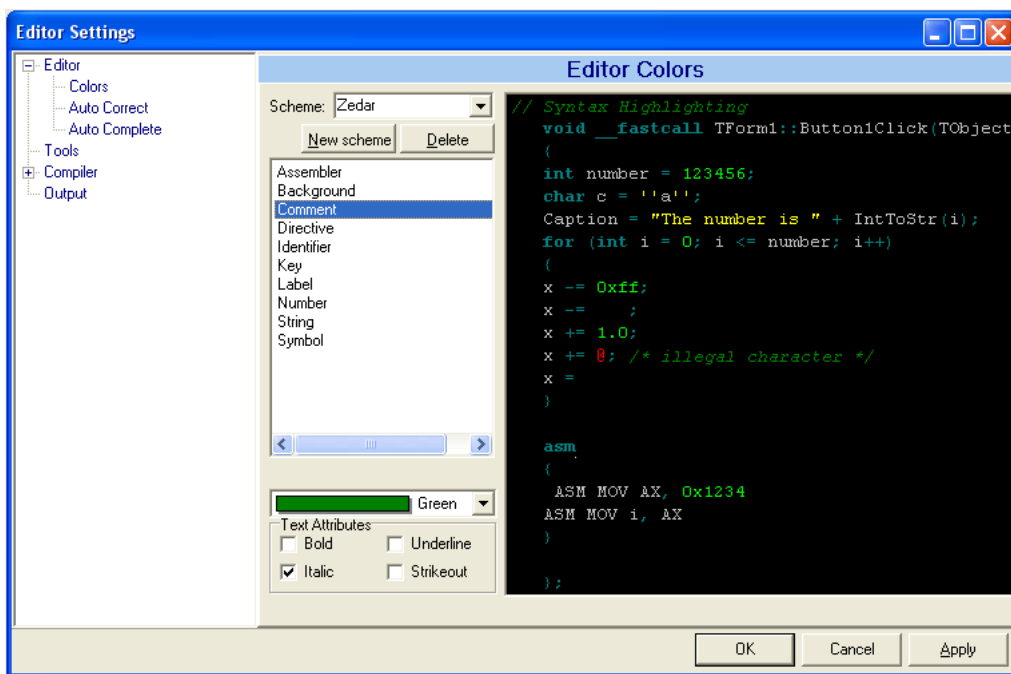 Editor Settings
Editor
Colors
Auto Correct
Auto Complete
Tools
Compiler
Output
Editor Colors
Scheme: Zedar
New scheme
Delete
Assembler
Background
Comment
Directive
Identifier
Key
Label
Number
String
Symbol
Green
Text Attributes
Bold
Underline
Italic
Strikeout
// Syntax Highlighting
void __fastcall TForm1::Button1Click(TObject
{
int number = 123456;
char c = ''a'';
Caption = "The number is " + IntToStr(i);
for (int i = 0; i <= number; i++)
{
x -= 0xff;
x -= ;
x += 1.0;
x += @; /* illegal character */
x =
}
asm
{
ASM MOV AX, 0x1234
ASM MOV i, AX
}
};
OK
Cancel
Apply